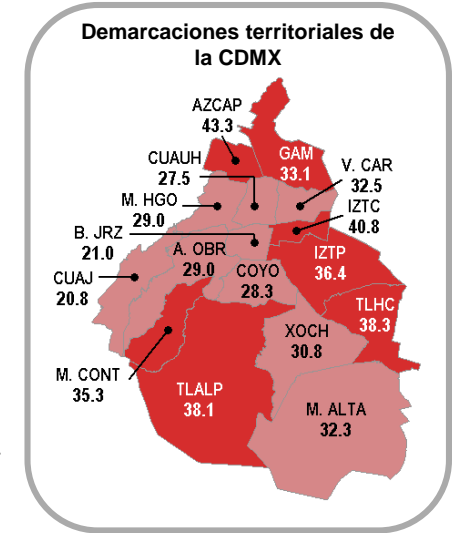 Demarcaciones territoriales de
la CDMX
AZCAP
43.3
GAM
33.1
CUAUH
27.5
V. CAR
32.5
M. HGO
29.0
IZTC
40.8
B. JRZ
21.0
A. OBR
29.0
IZTP
36.4
COYO
28.3
CUAJ
20.8
TLHC
38.3
XOCH
30.8
M. CONT
35.3
TLALP
38.1
M. ALTA
32.3